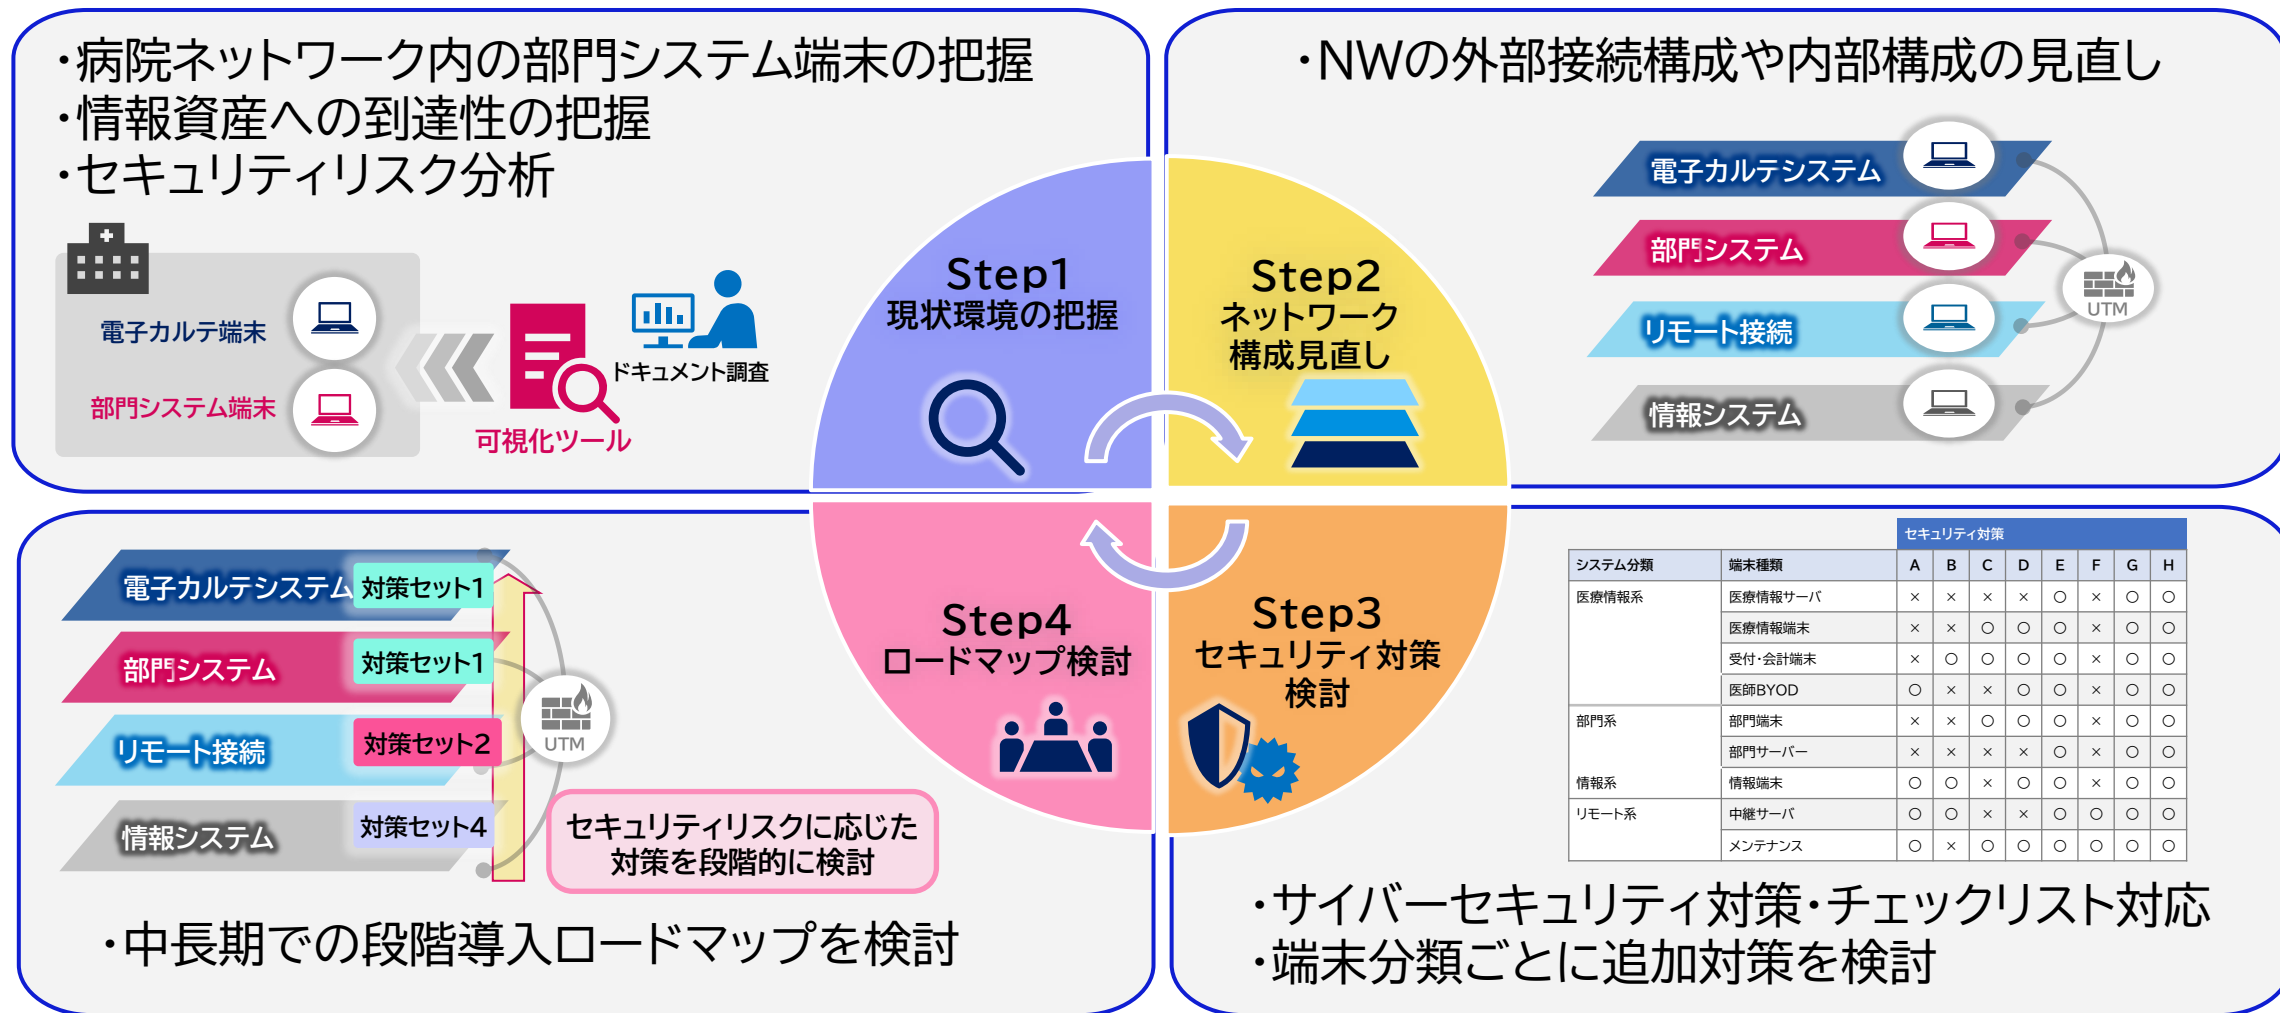 ・病院ネットワーク内の部門システム端末の把握
・情報資産への到達性の把握
・セキュリティリスク分析
電子カルテ端末
部門システム端末
可視化ツール
ドキュメント調査
Step1
現状環境の把握
・NWの外部接続構成や内部構成の見直し
電子カルテシステム
部門システム
リモート接続
情報システム
UTM
Step2
ネットワーク
構成見直し
Step3
セキュリティ対策
検討
セキュリティ対策
システム分類 端末種類 A B C D E F G H
医療情報系 医療情報サーバ × × × × ○ × ○ ○
医療情報端末 × × ○ ○ ○ × ○ ○
受付・会計端末 × ○ ○ ○ ○ × ○ ○
医師BYOD ○ × × ○ ○ × ○ ○
部門系 部門端末 × × ○ ○ ○ × ○ ○
部門サーバー × × × × ○ × ○ ○
情報系 情報端末 ○ ○ × ○ ○ × ○ ○
リモート系 中継サーバ ○ ○ × × ○ ○ ○ ○
メンテナンス ○ × ○ ○ ○ ○ ○ ○
・サイバーセキュリティ対策・チェックリスト対応
・端末分類ごとに追加対策を検討
Step4
ロードマップ検討
電子カルテシステム 対策セット1
部門システム 対策セット1
リモート接続 対策セット2
情報システム 対策セット4
UTM
セキュリティリスクに応じた
対策を段階的に検討
・中長期での段階導入ロードマップを検討